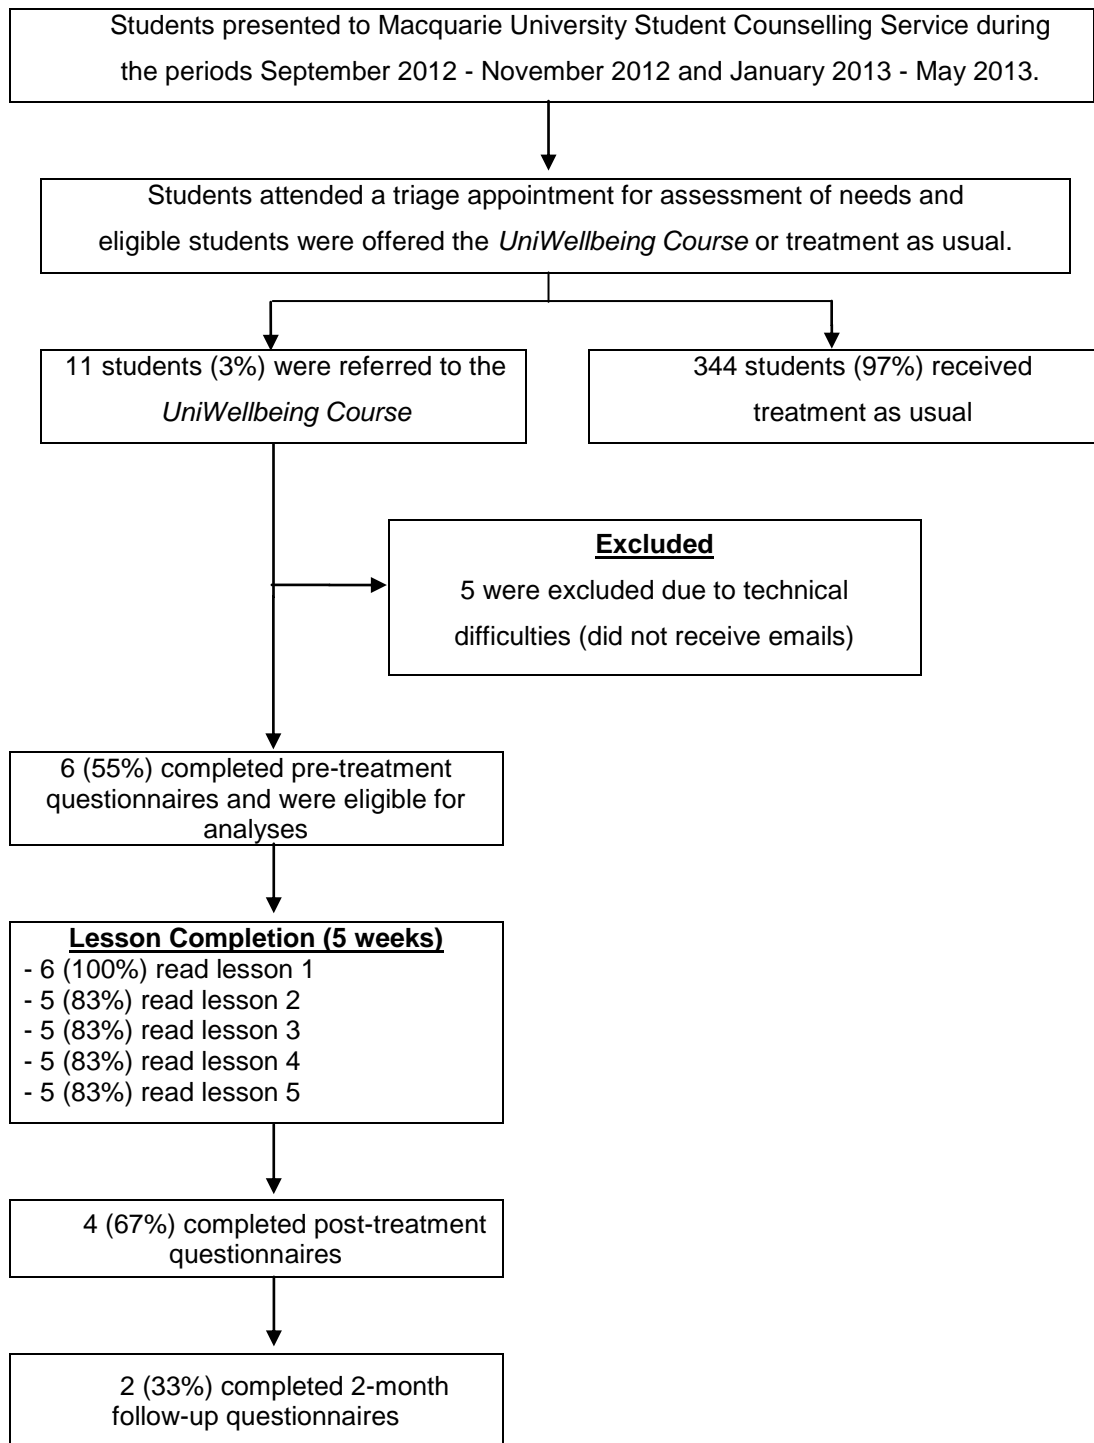 Students presented to Macquarie University Student Counselling Service during
the periods September 2012 - November 2012 and January 2013 - May 2013.
Students attended a triage appointment for assessment of needs and
eligible students were offered the UniWellbeing Course or treatment as usual.
11 students (3%) were referred to the
UniWellbeing Course
344 students (97%) received
treatment as usual
Excluded
5 were excluded due to technical
difficulties (did not receive emails)
6 (55%) completed pre-treatment
questionnaires and were eligible for
analyses
Lesson Completion (5 weeks)
- 6 (100%) read lesson 1
- 5 (83%) read lesson 2
- 5 (83%) read lesson 3
- 5 (83%) read lesson 4
- 5 (83%) read lesson 5
4 (67%) completed post-treatment
questionnaires
2 (33%) completed 2-month
follow-up questionnaires